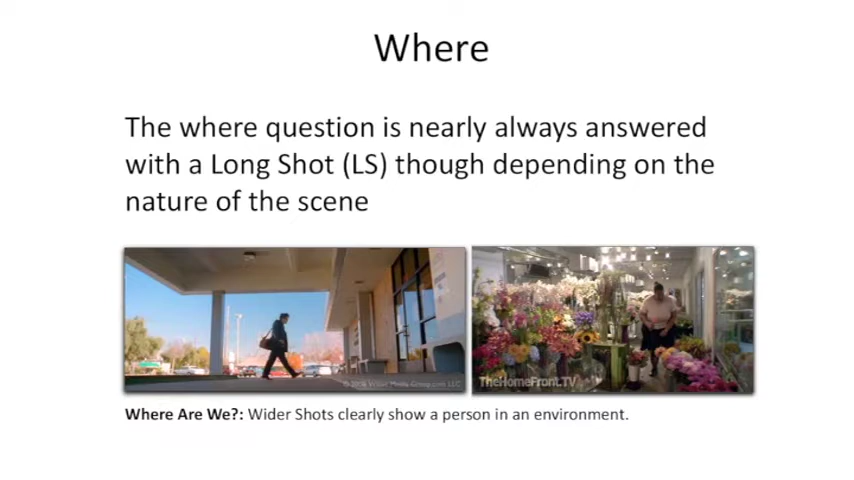 Where
The where question is nearly always answered
with a Long Shot (LS) though depending on the
nature of the scene
TheHomeFront.TV
Where Are We?: Wider Shots clearly show a person in an environment.